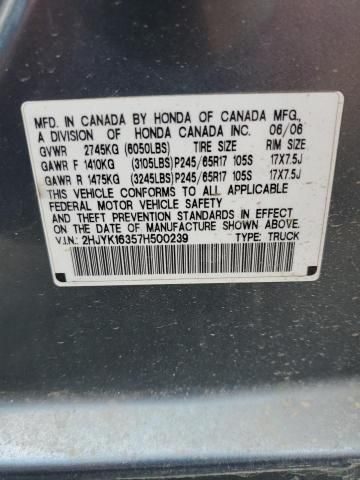 MFD. IN CANADA BY HONDA OF CANADA MFG.,
A DIVISION OF HONDA CANADA INC. 06/06
GVWR 2745KG (6050LBS) TIRE SIZE RIM SIZE
GAWR F 1410KG (3105LBS) P245/65R17 105S 17X7.5J
GAWR R 1475KG (3245LBS) P245/65R17 105S 17X7.5J
THIS VEHICLE CONFORMS TO ALL APPLICABLE
FEDERAL MOTOR VEHICLE SAFETY
AND THEFT PREVENTION STANDARDS IN EFFECT
ON THE DATE OF MANUFACTURE SHOWN ABOVE.
V.I.N.: 2HJYK16357H500239 TYPE: TRUCK